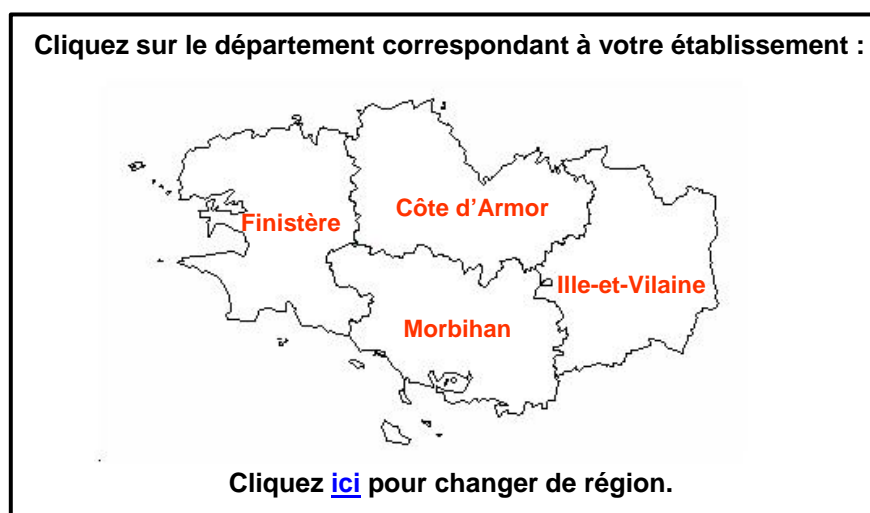 Cliquez sur le département correspondant à votre établissement :
Côte d’Armor
Finistère
Ille-et-Vilaine
Morbihan
Cliquez ici pour changer de région.